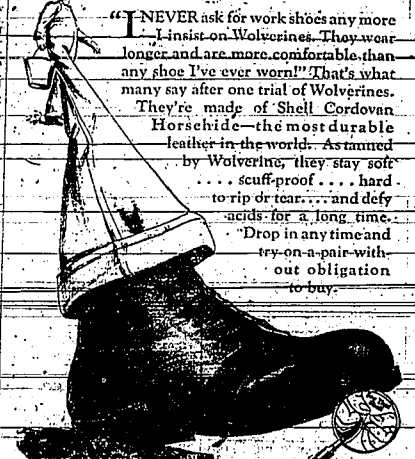 "I NEVER ask for work shoes any more
I insist on Wolverines. They wear
longer and are more comfortable than
any shoe I've ever worn!" That's what
many say after one trial of Wolverines.
They're made of Shell Cordovan
Horsehide—the most durable
leather in the world. As tanned
by Wolverine, they stay soft
.... scuff-proof .... hard
to rip or tear.... and defy
acids for a long time.
Drop in any time and
try on a pair with-
out obligation
to buy.